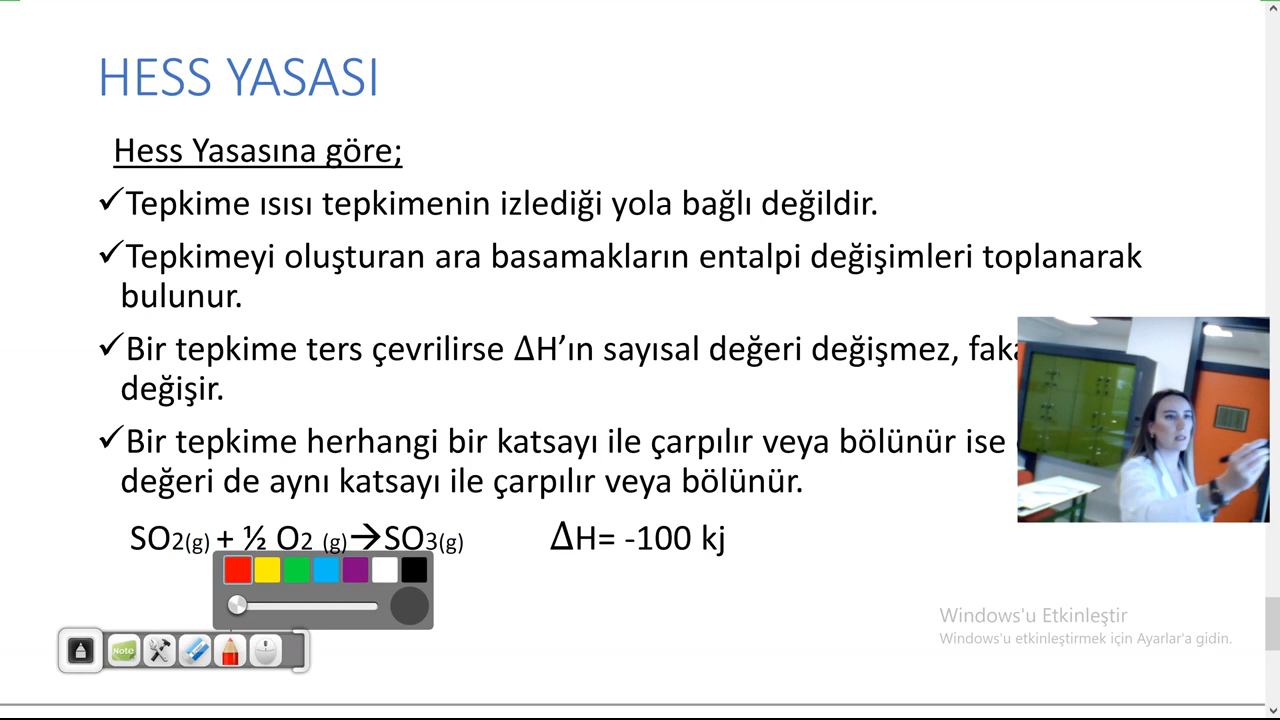 HESS YASASI
Hess Yasasına göre;
✓Tepkime ısısı tepkimenin izlediği yola bağlı değildir.
✓Tepkimeyi oluşturan ara basamakların entalpi değişimleri toplanarak
bulunur.
✓Bir tepkime ters çevrilirse ΔH’ın sayısal değeri değişmez,
değişir.
✓Bir tepkime herhangi bir katsayı ile çarpılır veya bölünür ise
değeri de aynı katsayı ile çarpılır veya bölünür.
SO2(g) + ½ O2 (g)→SO3(g) ΔH= -100 kj
Windows'u Etkinleştir
Windows'u etkinleştirmek için Ayarlar'a gidin.
Note